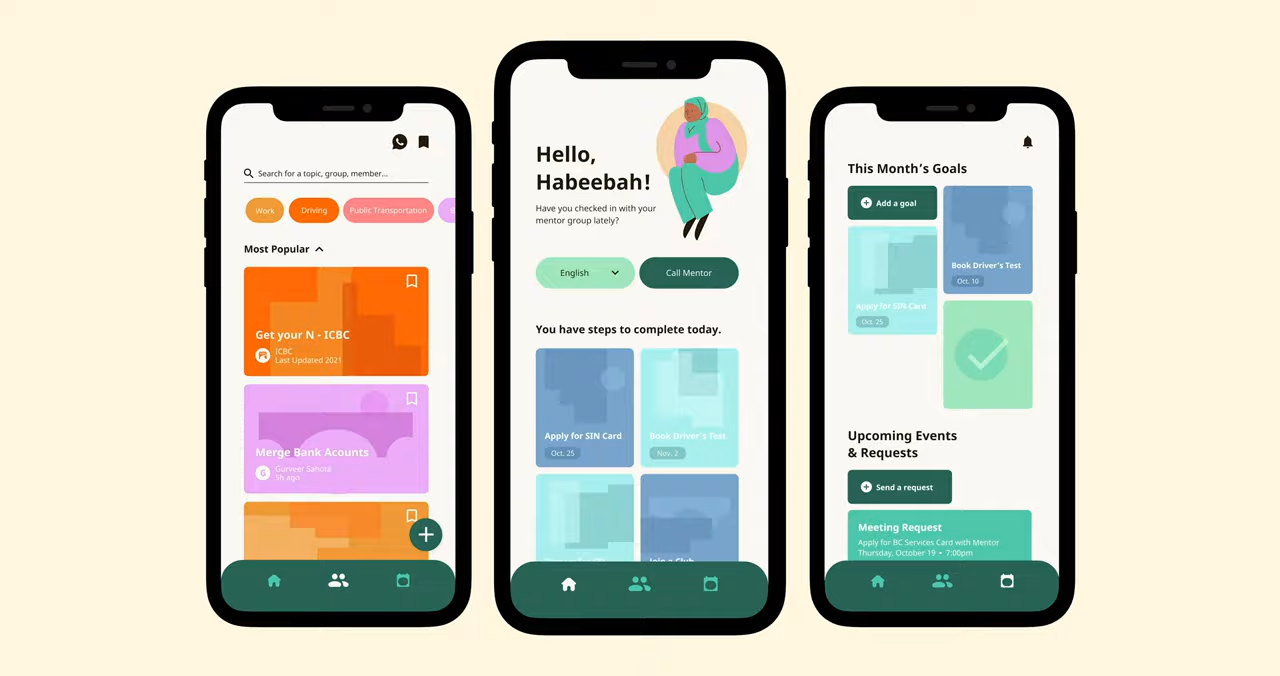 Search for a topic, group, member...
Work
Driving
Public Transportation
Most Popular
Get your N - ICBC
ICBC
Last Updated 2021
Merge Bank Acounts
G
Gurveer Sahota
5h ago
Hello,
Habeebah!
Have you checked in with your
mentor group lately?
English
Call Mentor
You have steps to complete today.
Apply for SIN Card
Oct. 25
Book Driver's Test
Nov. 2
Join a Club
This Month's Goals
Add a goal
Book Driver's Test
Oct. 10
Apply for SIN Card
Oct. 25
Upcoming Events
& Requests
Send a request
Meeting Request
Apply for BC Services Card with Mentor
Thursday, October 19 • 7:00pm